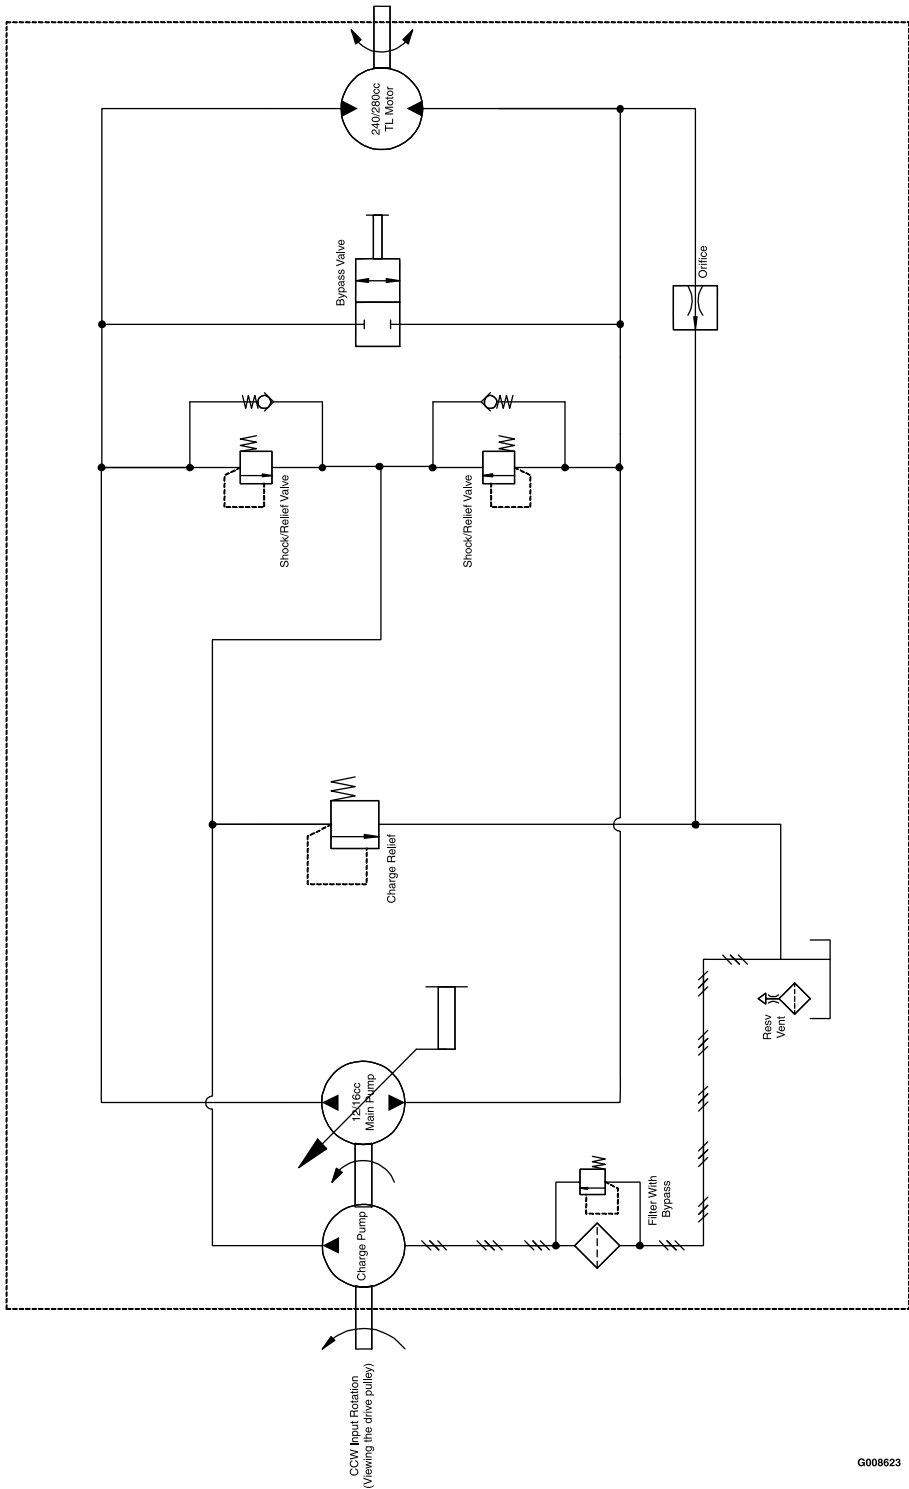 240/280cc
TL Motor
Bypass Valve
Orifice
Shock/Relief Valve
Shock/Relief Valve
Charge Relief
Resv
Vent
12/16cc
Main Pump
Filter With
Bypass
Charge Pump
CCW Input Rotation
(Viewing the drive pulley)
G008623